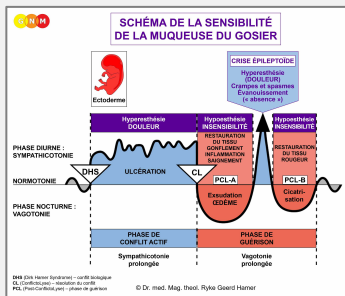 GNM
SCHÉMA DE LA SENSIBILITÉ
DE LA MUQUEUSE DU GOSIER
Ectoderme
CRISE ÉPILEPTOÏDE
Hyperesthésie
(DOULEUR)
Crampes et spasmes
Évanouissement
(« absence »)
Hyperesthésie
DOULEUR
Hypoesthésie
INSENSIBILITÉ
Hypoesthésie
INSENSIBILITÉ
PHASE DIURNE :
SYMPATHICOTONIE
RESTAURATION
DU TISSU
GONFLEMENT
INFLAMMATION
SAIGNEMENT
RESTAURATION
DU TISSU
ROUGEUR
DHS
ULCÉRATION
CL
PCL-A
PCL-B
NORMOTONIE
PHASE NOCTURNE :
VAGOTONIE
Exsudation
ŒDÈME
Cicatri-
sation
PHASE DE
CONFLIT ACTIF
PHASE DE
GUÉRISON
Sympathicotonie
prolongée
Vagotonie
prolongée
DHS (Dirk Hamer Syndrome) – conflit biologique
CL (ConflictoLyse) – résolution du conflit
PCL (Post-ConflictoLyse) – phase de guérison
© Dr. med. Mag. theol. Ryke Geerd Hamer